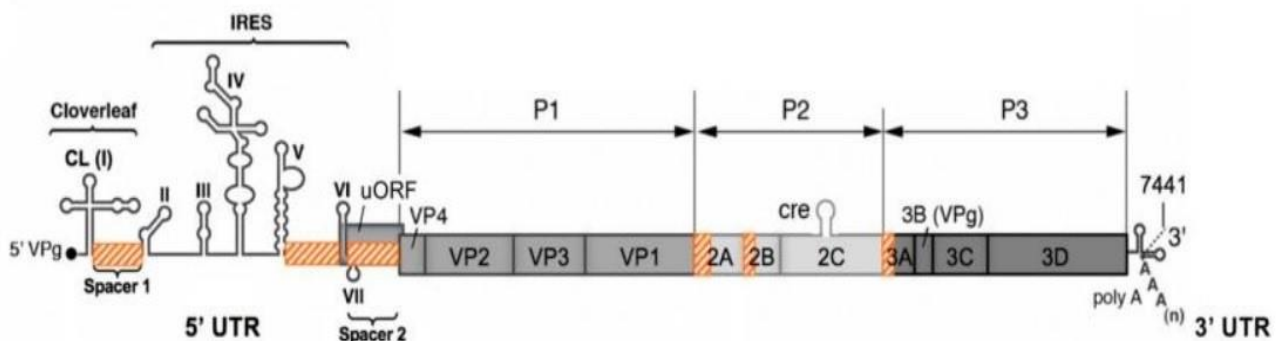 IRES
IV
Cloverleaf
P1
P2
P3
CL (I)
V
II
III
VI
uORF
7441
VP4
cre
3B (VPg)
5' VPg
VP2
VP3
VP1
2A
2B
2C
3A
3C
3D
3'
Spacer 1
VII
poly A
A
A
A
(n)
5' UTR
Spacer 2
3' UTR